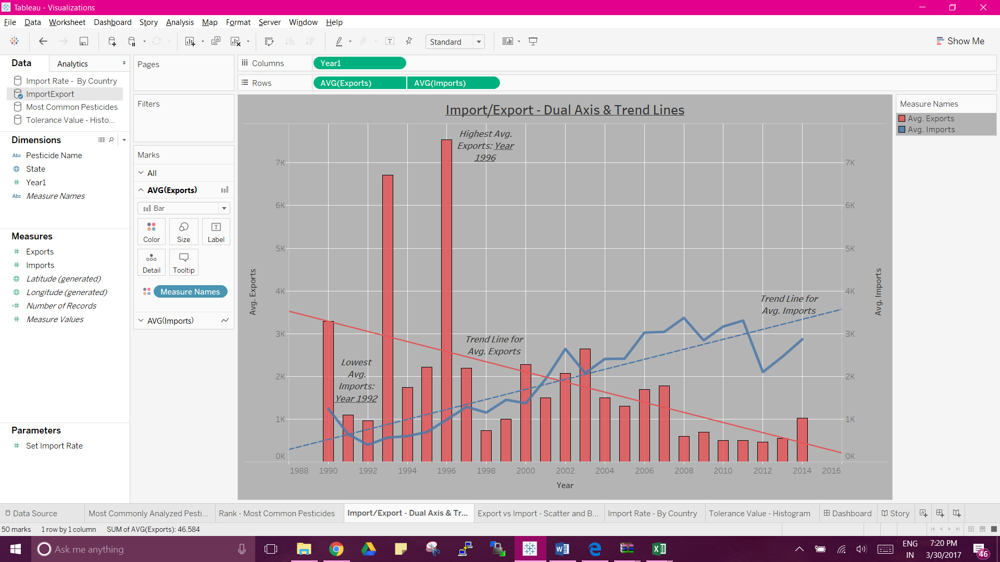 Tableau - Visualizations
File Data Worksheet Dashboard Story Analysis Map Format Server Window Help
Standard
Show Me
Data
Analytics
Import Rate - By Country
ImportExport
Most Common Pesticides
Tolerance Value - Histo...
Dimensions
Abc Pesticide Name
State
# Year1
Abc Measure Names
Measures
# Exports
# Imports
Latitude (generated)
Longitude (generated)
=# Number of Records
# Measure Values
Parameters
# Set Import Rate
Pages
Filters
Marks
All
AVG(Exports)
Bar
Color Size Label
Detail Tooltip
Measure Names
AVG(Imports)
Columns
Year1
Rows
AVG(Exports) AVG(Imports)
Import/Export - Dual Axis & Trend Lines
Highest Avg.
Exports: Year
1996
7K
6K
5K
4K
3K
2K
1K
0K
Avg. Exports
Lowest
Avg.
Imports:
Year 1992
Trend Line for
Avg. Exports
Trend Line for
Avg. Imports
7K
6K
5K
4K
3K
2K
1K
0K
Avg. Imports
1988 1990 1992 1994 1996 1998 2000 2002 2004 2006 2008 2010 2012 2014 2016
Year
Measure Names
Avg. Exports
Avg. Imports
Data Source
Most Commonly Analyzed Pesti...
Rank - Most Common Pesticides
Import/Export - Dual Axis & Tr...
Export vs Import - Scatter and B...
Import Rate - By Country
Tolerance Value - Histogram
Dashboard
Story
50 marks 1 row by 1 column SUM of AVG(Exports): 46,584
Ask me anything
ENG
IN
7:20 PM
3/30/2017
46